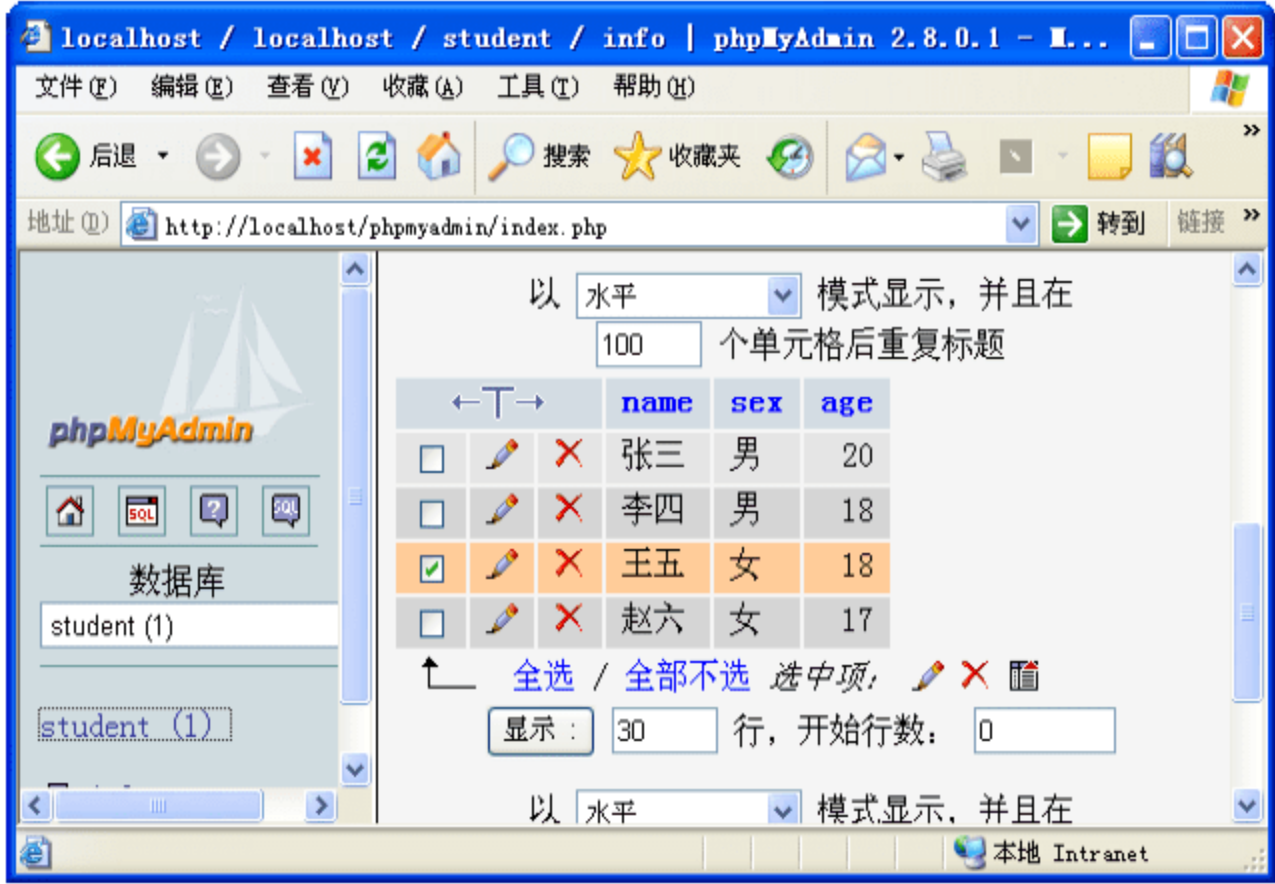 localhost / localhost / student / info | phpMyAdmin 2.8.0.1 - M...
文件(F) 编辑(E) 查看(V) 收藏(A) 工具(T) 帮助(H)
后退 搜索 收藏夹 »
地址(D) http://localhost/phpmyadmin/index.php 转到 链接 »
phpMyAdmin
SQL ? SQL
数据库
student (1)
student (1)
以 水平 模式显示，并且在
100 个单元格后重复标题
←T→ name sex age
张三 男 20
李四 男 18
王五 女 18
赵六 女 17
全选 / 全部不选 选中项:
显示 : 30 行，开始行数: 0
以 水平 模式显示，并且在
本地 Intranet